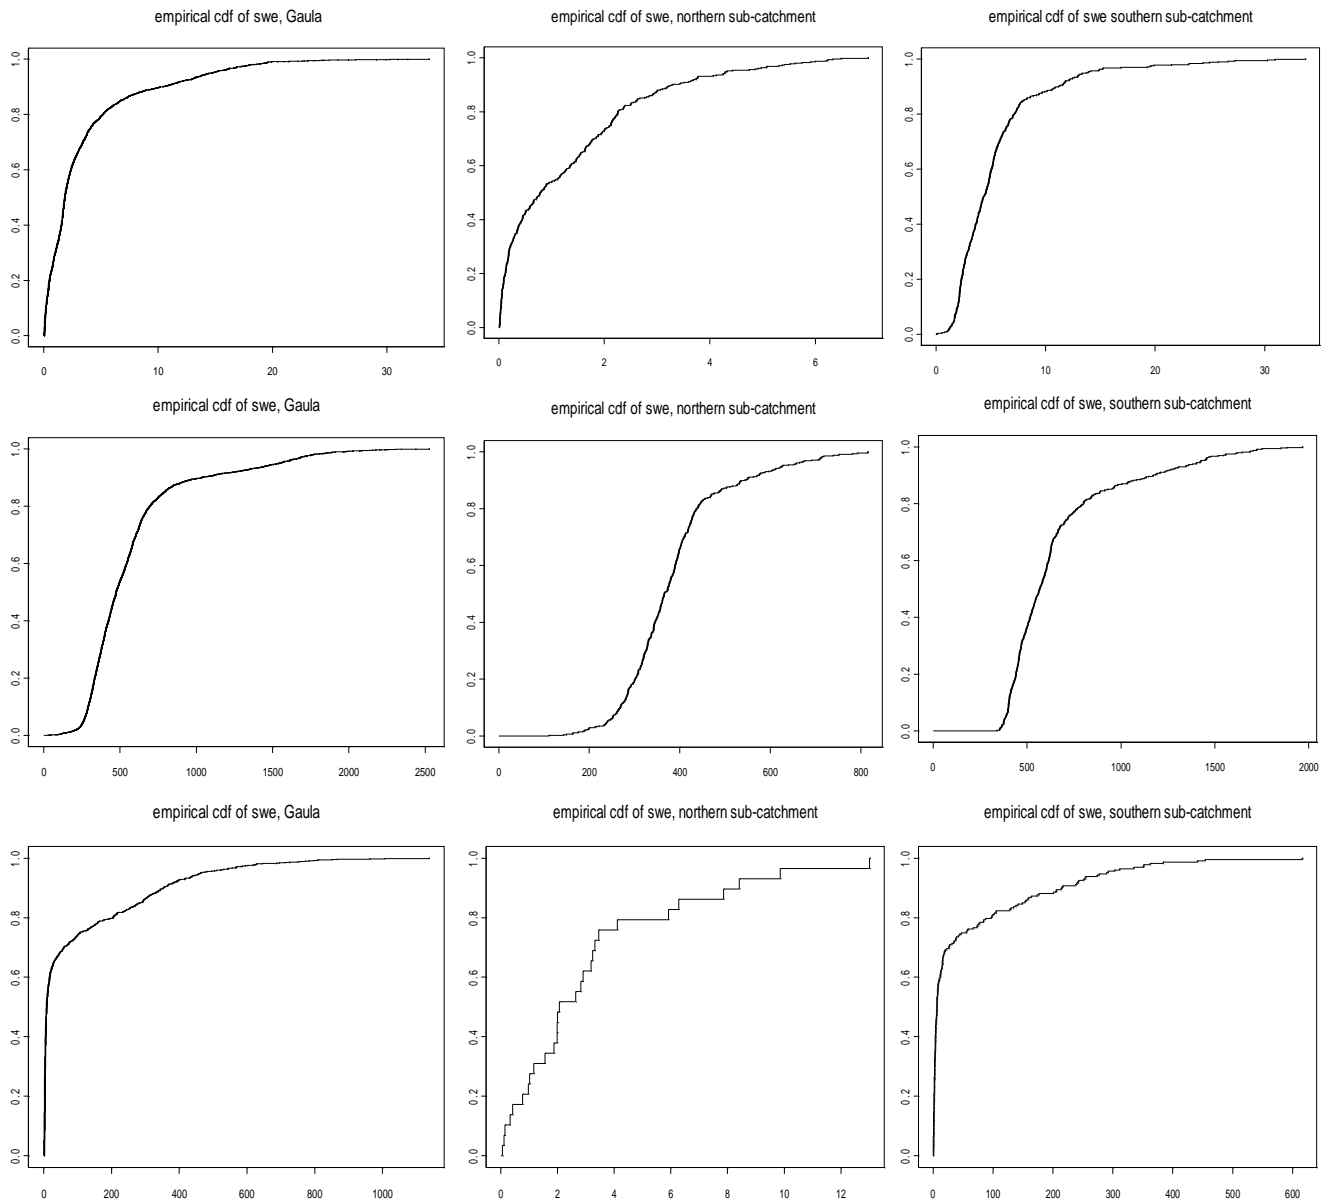 empirical cdf of swe, Gaula
empirical cdf of swe, northern sub-catchment
empirical cdf of swe southern sub-catchment
0.0 0.2 0.4 0.6 0.8 1.0
0 10 20 30
0.0 0.2 0.4 0.6 0.8 1.0
0 2 4 6
0.0 0.2 0.4 0.6 0.8 1.0
0 10 20 30
empirical cdf of swe, Gaula
empirical cdf of swe, northern sub-catchment
empirical cdf of swe, southern sub-catchment
0.0 0.2 0.4 0.6 0.8 1.0
0 500 1000 1500 2000 2500
0.0 0.2 0.4 0.6 0.8 1.0
0 200 400 600 800
0.0 0.2 0.4 0.6 0.8 1.0
0 500 1000 1500 2000
empirical cdf of swe, Gaula
empirical cdf of swe, northern sub-catchment
empirical cdf of swe, southern sub-catchment
0.0 0.2 0.4 0.6 0.8 1.0
0 200 400 600 800 1000
0.0 0.2 0.4 0.6 0.8 1.0
0 2 4 6 8 10 12
0.0 0.2 0.4 0.6 0.8 1.0
0 100 200 300 400 500 600